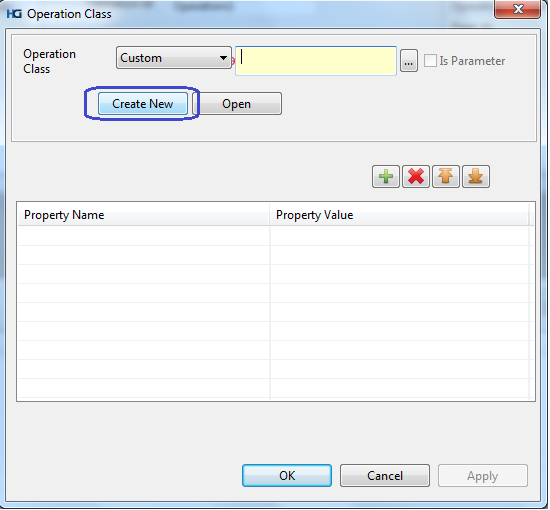 HG Operation Class
Operation Class
Custom
...
Is Parameter
Create New
Open
Property Name
Property Value
OK
Cancel
Apply